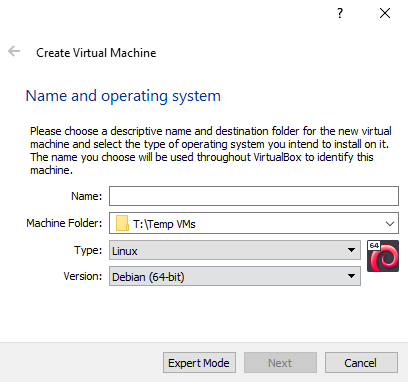 ?
Create Virtual Machine
Name and operating system
Please choose a descriptive name and destination folder for the new virtual
machine and select the type of operating system you intend to install on it.
The name you choose will be used throughout VirtualBox to identify this
machine.
Name:
Machine Folder: T:\Temp VMs
Type: Linux
64
Version: Debian (64-bit)
Expert Mode Next Cancel